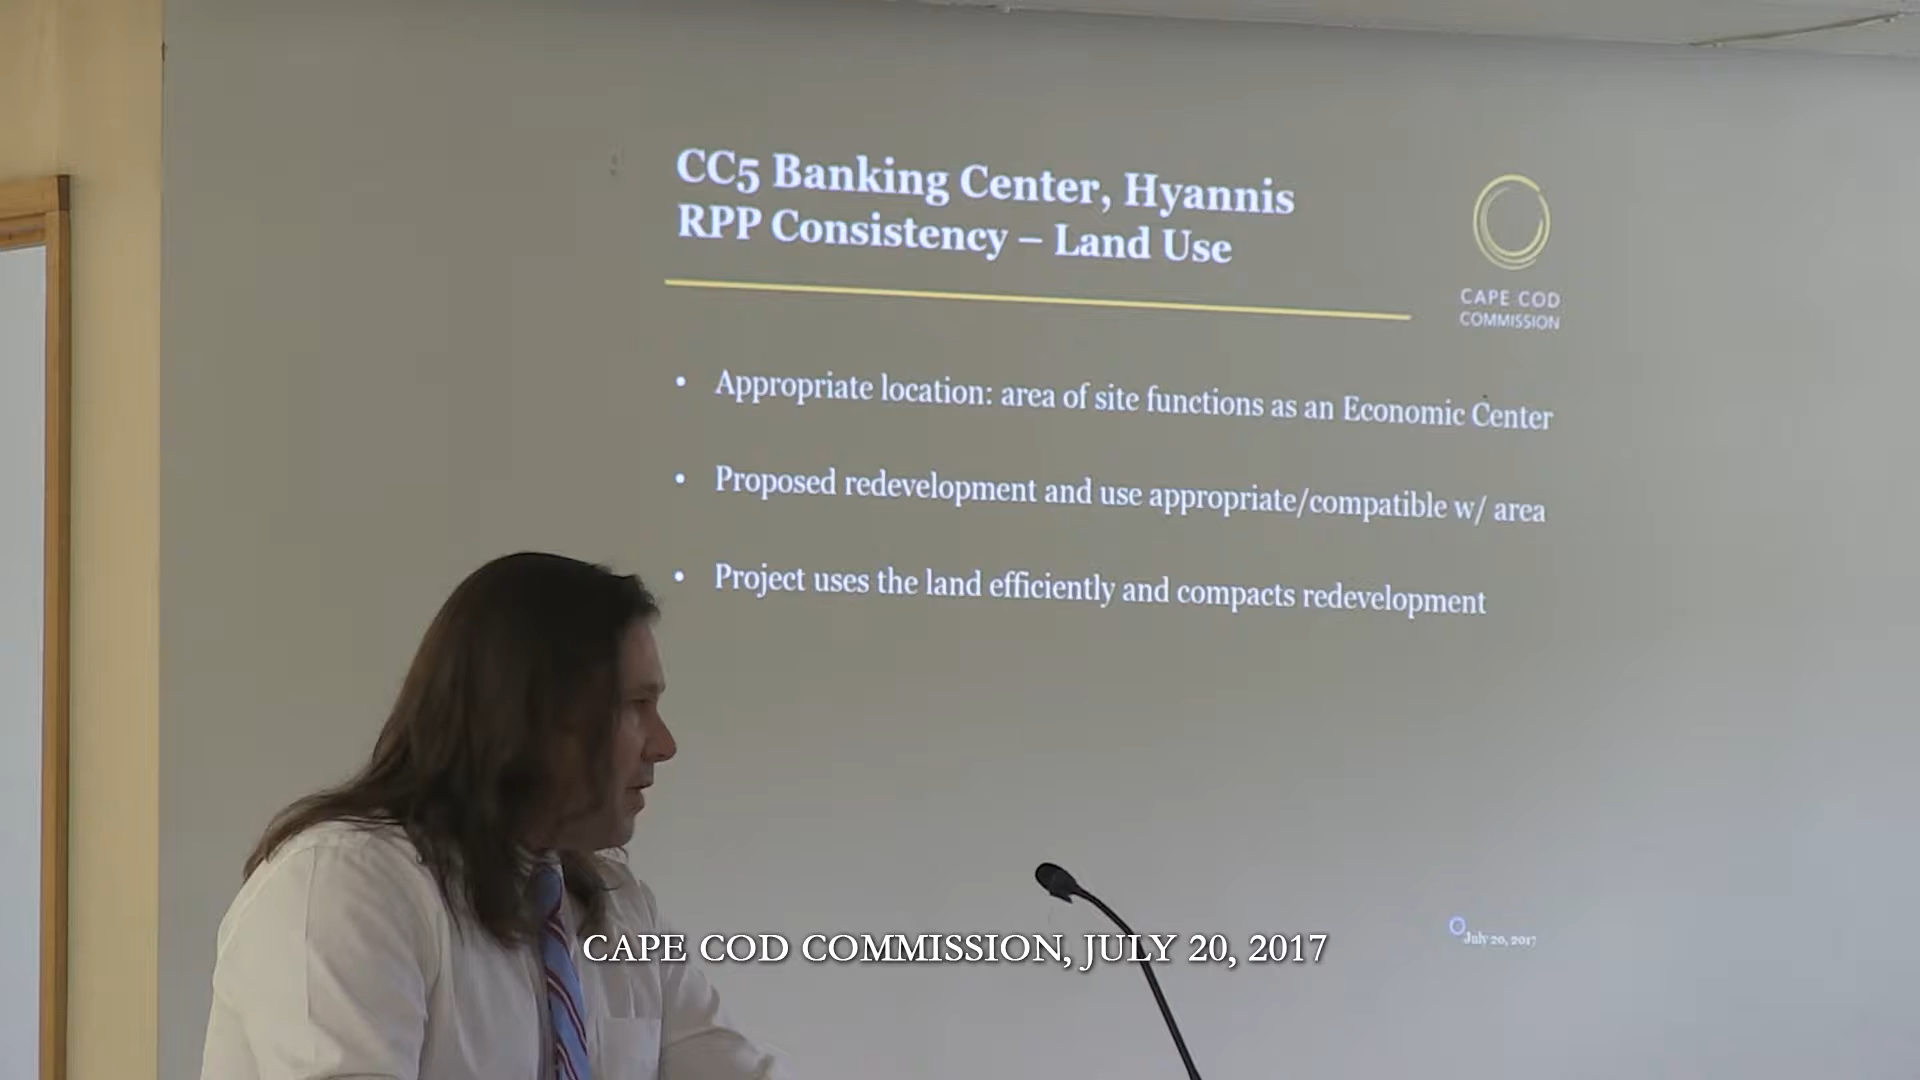 CC5 Banking Center, Hyannis
RPP Consistency – Land Use
CAPE COD
COMMISSION
• Appropriate location: area of site functions as an Economic Center
• Proposed redevelopment and use appropriate/compatible w/ area
• Project uses the land efficiently and compacts redevelopment
July 20, 2017
CAPE COD COMMISSION, JULY 20, 2017